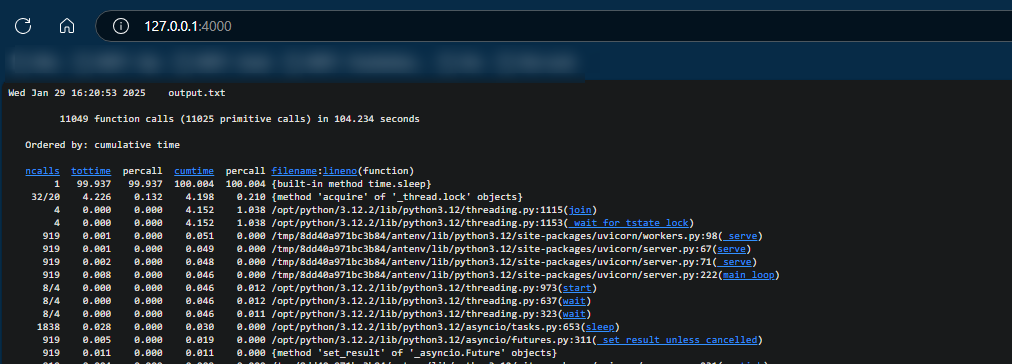 127.0.0.1:4000
Wed Jan 29 16:20:53 2025    output.txt
11049 function calls (11025 primitive calls) in 104.234 seconds
Ordered by: cumulative time
ncalls  tottime  percall  cumtime  percall filename:lineno(function)
1   99.937   99.937  100.004  100.004 {built-in method time.sleep}
32/20    4.226    0.132    4.198    0.210 {method 'acquire' of '_thread.lock' objects}
4    0.000    0.000    4.152    1.038 /opt/python/3.12.2/lib/python3.12/threading.py:1115(join)
4    0.000    0.000    4.152    1.038 /opt/python/3.12.2/lib/python3.12/threading.py:1153(_wait_for_tstate_lock)
919    0.001    0.000    0.051    0.000 /tmp/8dd40a971bc3b84/antenv/lib/python3.12/site-packages/uvicorn/workers.py:98(_serve)
919    0.001    0.000    0.049    0.000 /tmp/8dd40a971bc3b84/antenv/lib/python3.12/site-packages/uvicorn/server.py:67(serve)
919    0.002    0.000    0.048    0.000 /tmp/8dd40a971bc3b84/antenv/lib/python3.12/site-packages/uvicorn/server.py:71(_serve)
919    0.008    0.000    0.046    0.000 /tmp/8dd40a971bc3b84/antenv/lib/python3.12/site-packages/uvicorn/server.py:222(main_loop)
8/4    0.000    0.000    0.046    0.012 /opt/python/3.12.2/lib/python3.12/threading.py:973(start)
8/4    0.000    0.000    0.046    0.012 /opt/python/3.12.2/lib/python3.12/threading.py:637(wait)
8/4    0.000    0.000    0.046    0.011 /opt/python/3.12.2/lib/python3.12/threading.py:323(wait)
1838    0.028    0.000    0.030    0.000 /opt/python/3.12.2/lib/python3.12/asyncio/tasks.py:653(sleep)
919    0.005    0.000    0.019    0.000 /opt/python/3.12.2/lib/python3.12/asyncio/futures.py:311(_set_result_unless_cancelled)
919    0.011    0.000    0.011    0.000 {method 'set_result' of '_asyncio.Future' objects}